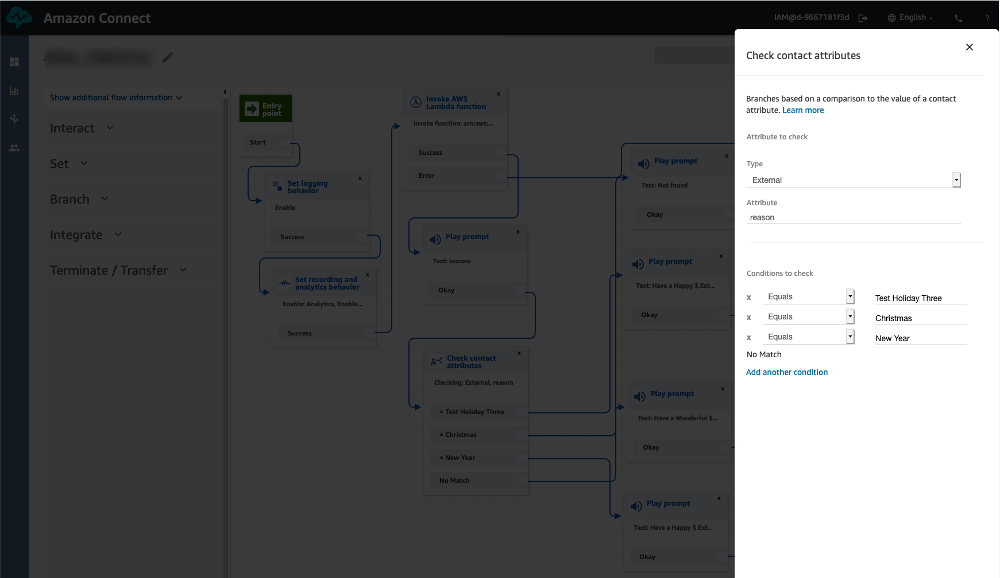 Amazon Connect
IAM@d-9667181f5d
English
?
Show additional flow information
Interact
Set
Branch
Integrate
Terminate / Transfer
Entry
point
Start
x
Set logging
behavior
Enable
Success
x
Set recording and
analytics behavior
Enable: Analytics, Enable...
Success
x
Invoke AWS
Lambda function
Invoke function: arn:aws:...
Success
Error
x
Play prompt
Text: success
Okay
x
Check contact
attributes
Checking: External, reason
= Test Holiday Three
= Christmas
= New Year
No Match
x
Play prompt
Text: Not found
Okay
x
Play prompt
Text: Have a Happy $.Ext...
Okay
x
Play prompt
Text: Have a Wonderful $...
Okay
x
Play prompt
Text: Have a Happy $.Ext...
Okay
Check contact attributes
Branches based on a comparison to the value of a contact
attribute. Learn more
Attribute to check
Type
External
Attribute
reason
Conditions to check
x Equals Test Holiday Three
x Equals Christmas
x Equals New Year
No Match
Add another condition